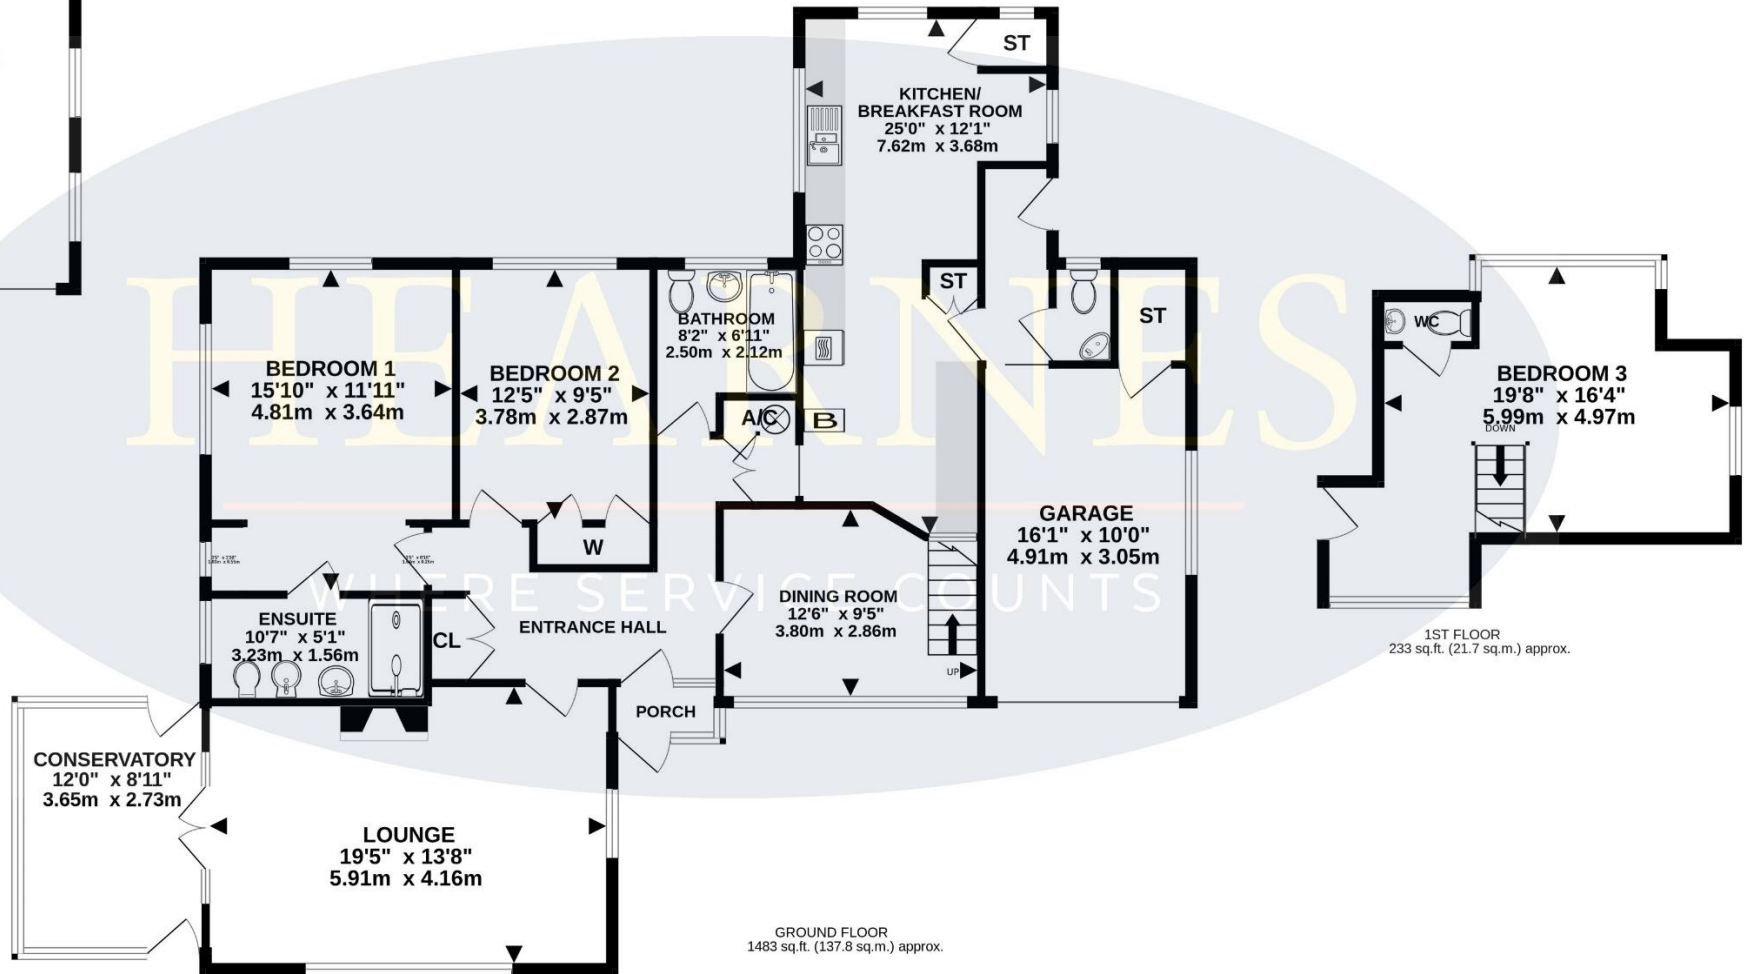 ST
KITCHEN/
BREAKFAST ROOM
25'0" x 12'1"
7.62m x 3.68m
ST
ST
BATHROOM
8'2" x 6'11"
2.50m x 2.12m
BEDROOM 1
15'10" x 11'11"
4.81m x 3.64m
BEDROOM 2
12'5" x 9'5"
3.78m x 2.87m
A/C
B
W
WC
BEDROOM 3
19'8" x 16'4"
5.99m x 4.97m
DOWN
HEARNES
WHERE SERVICE COUNTS
GARAGE
16'1" x 10'0"
4.91m x 3.05m
DINING ROOM
12'6" x 9'5"
3.80m x 2.86m
UP
ENSUITE
10'7" x 5'1"
3.23m x 1.56m
CL
ENTRANCE HALL
PORCH
1ST FLOOR
233 sq.ft. (21.7 sq.m.) approx.
CONSERVATORY
12'0" x 8'11"
3.65m x 2.73m
LOUNGE
19'5" x 13'8"
5.91m x 4.16m
GROUND FLOOR
1483 sq.ft. (137.8 sq.m.) approx.